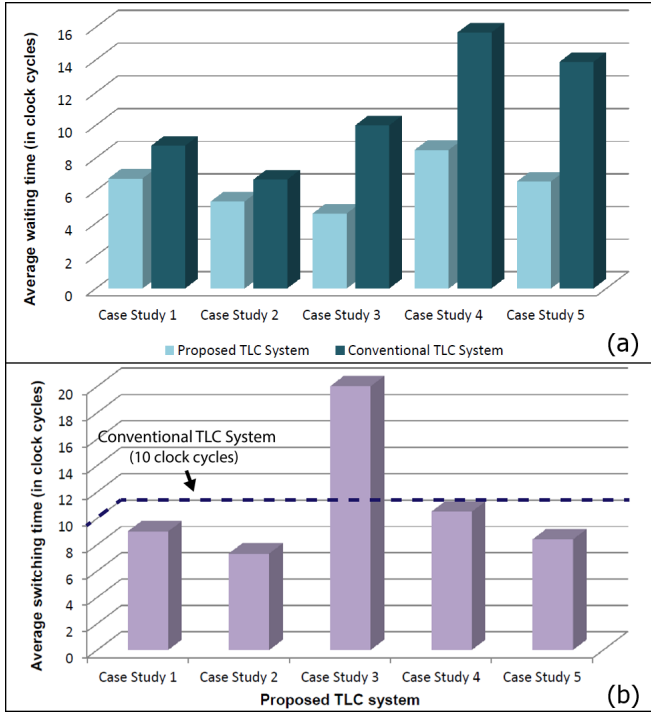 Average waiting time (in clock cycles)
16
14
12
10
8
6
4
2
0
Case Study 1 Case Study 2 Case Study 3 Case Study 4 Case Study 5
(a)
Proposed TLC System Conventional TLC System
Average switching time (in clock cycles)
20
18
16
14
12
10
8
6
4
2
0
Conventional TLC System
(10 clock cycles)
Case Study 1 Case Study 2 Case Study 3 Case Study 4 Case Study 5
Proposed TLC system
(b)